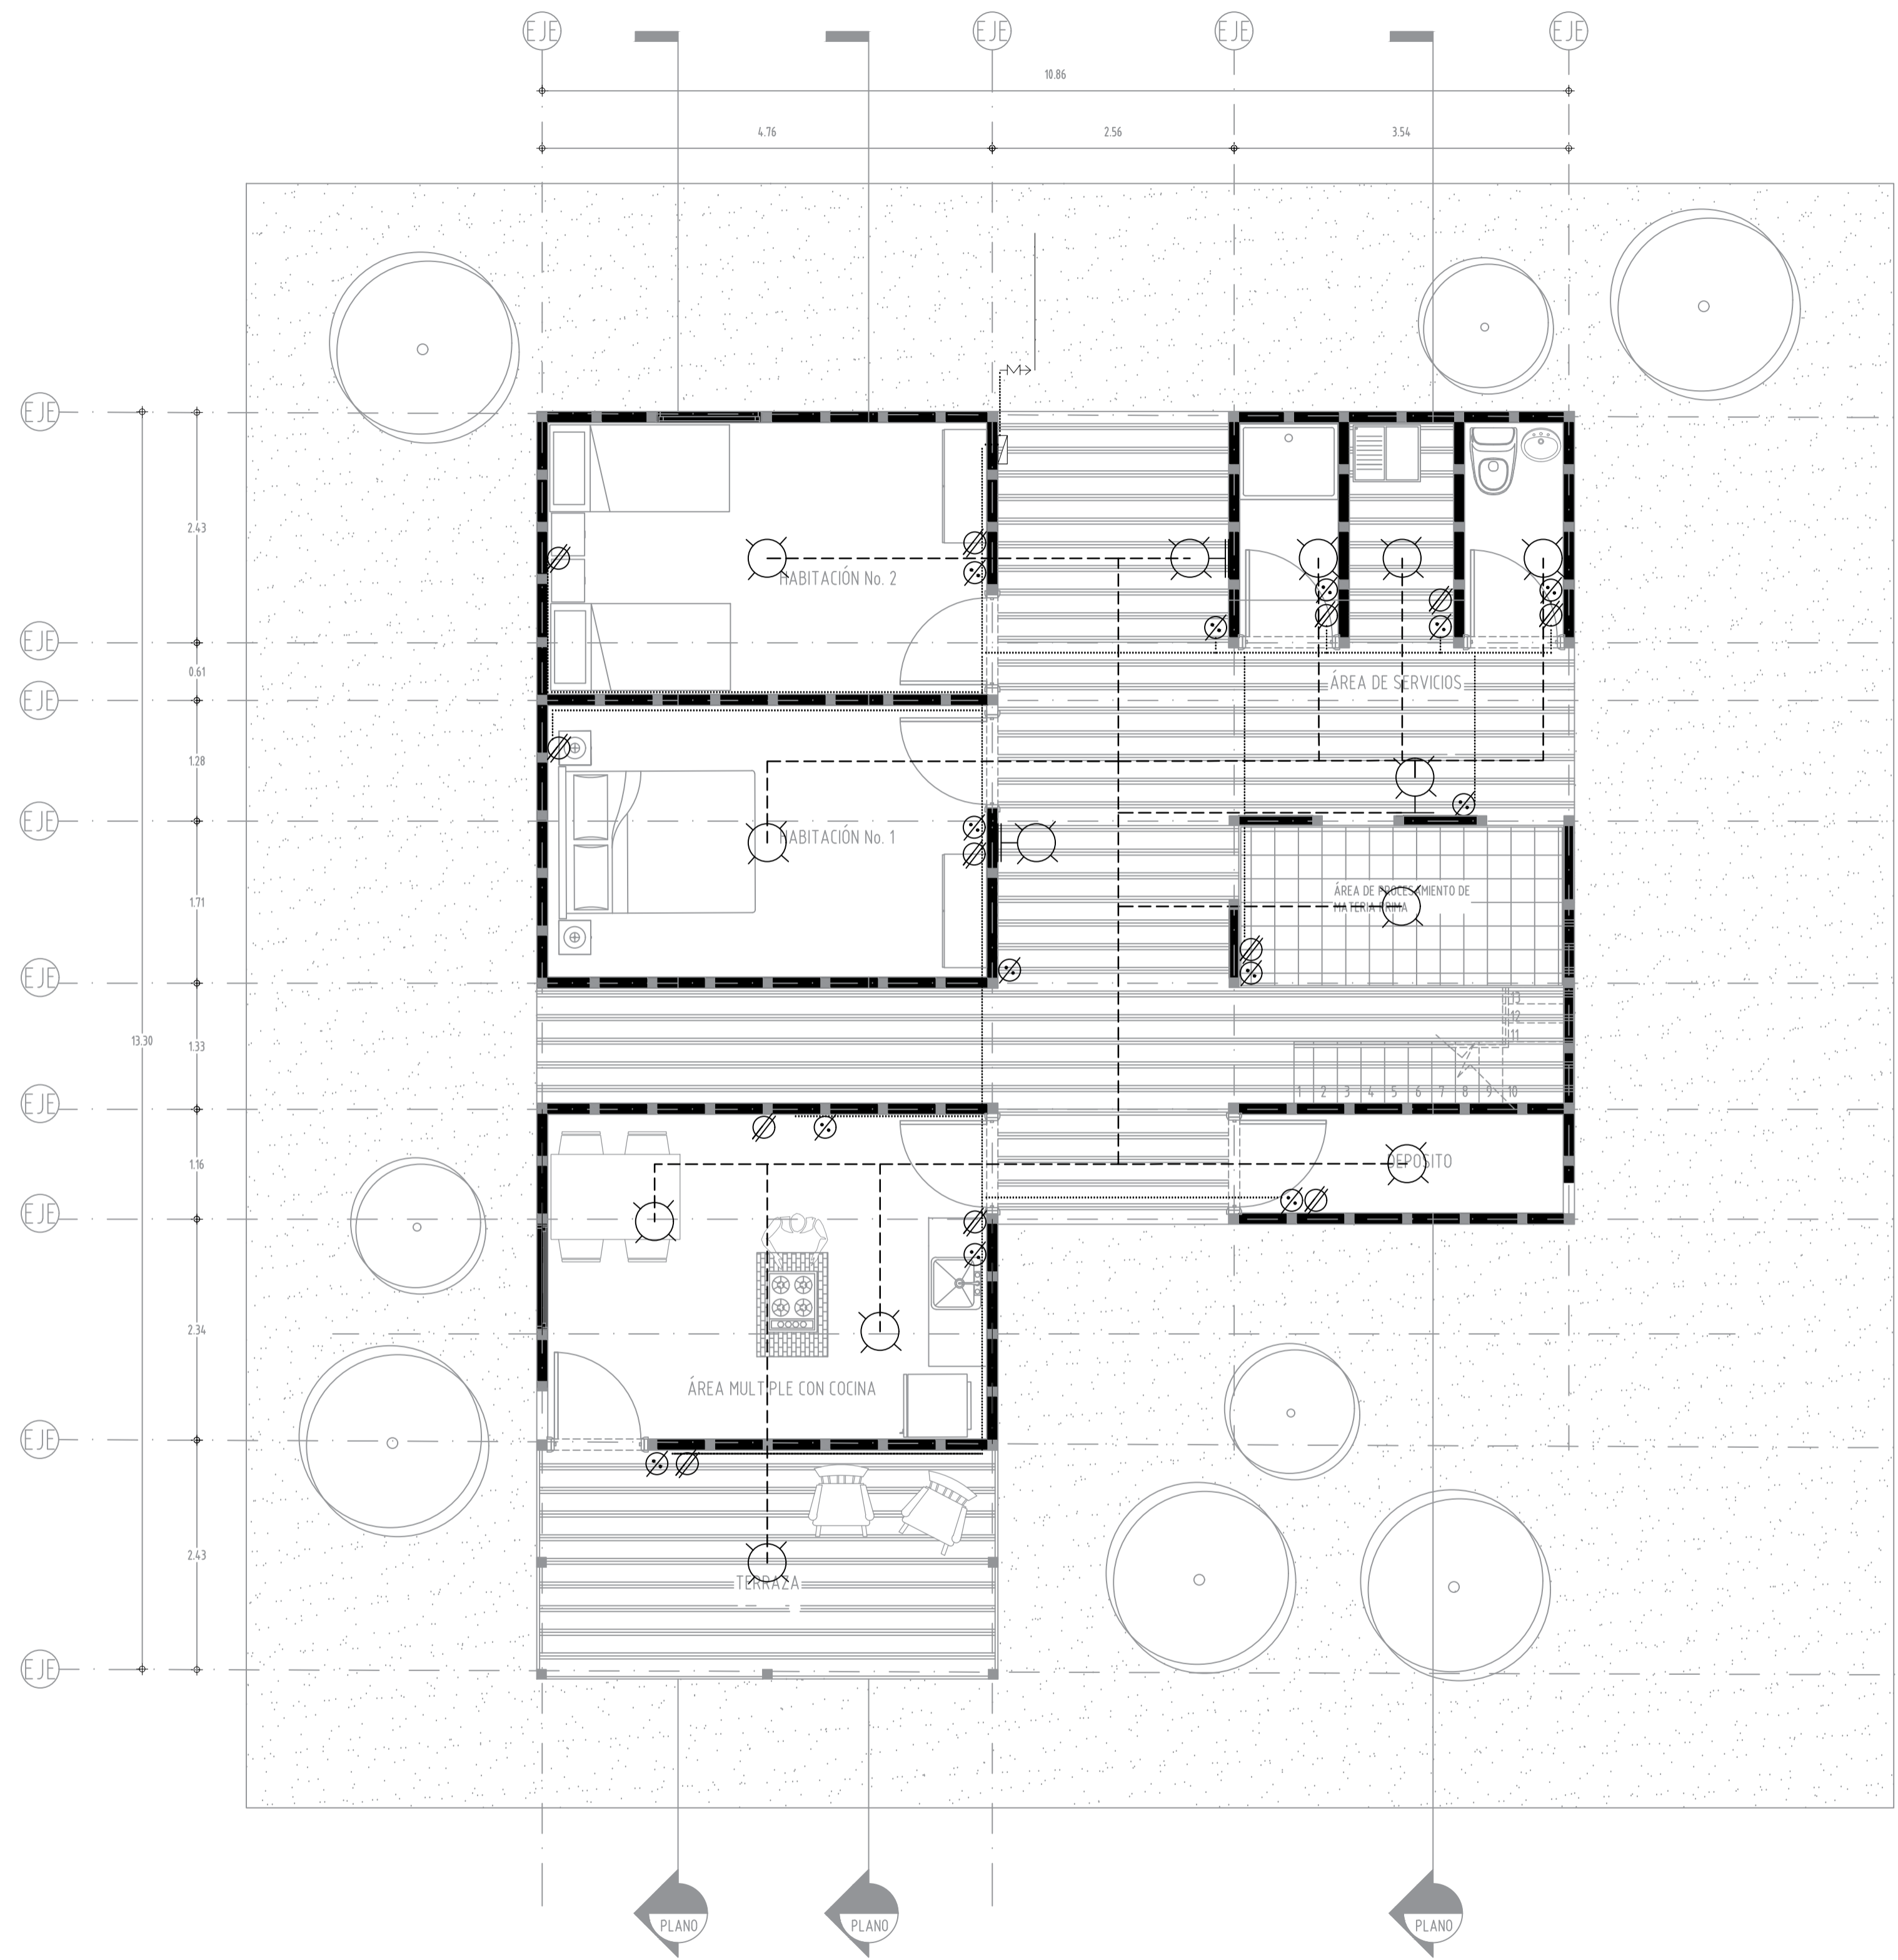 EJE
EJE
EJE
EJE
10.86
4.76
2.56
3.54
M
EJE
2.43
HABITACIÓN No. 2
EJE
0.61
ÁREA DE SERVICIOS
EJE
1.28
EJE
HABITACIÓN No. 1
1.71
ÁREA DE PROCESAMIENTO DE
MATERIA PRIMA
EJE
13
12
11
13.30
1.33
1 2 3 4 5 6 7 8 9 10
EJE
1.16
DEPOSITO
EJE
2.34
ÁREA MULTIPLE CON COCINA
EJE
2.43
TERRAZA
EJE
PLANO
PLANO
PLANO